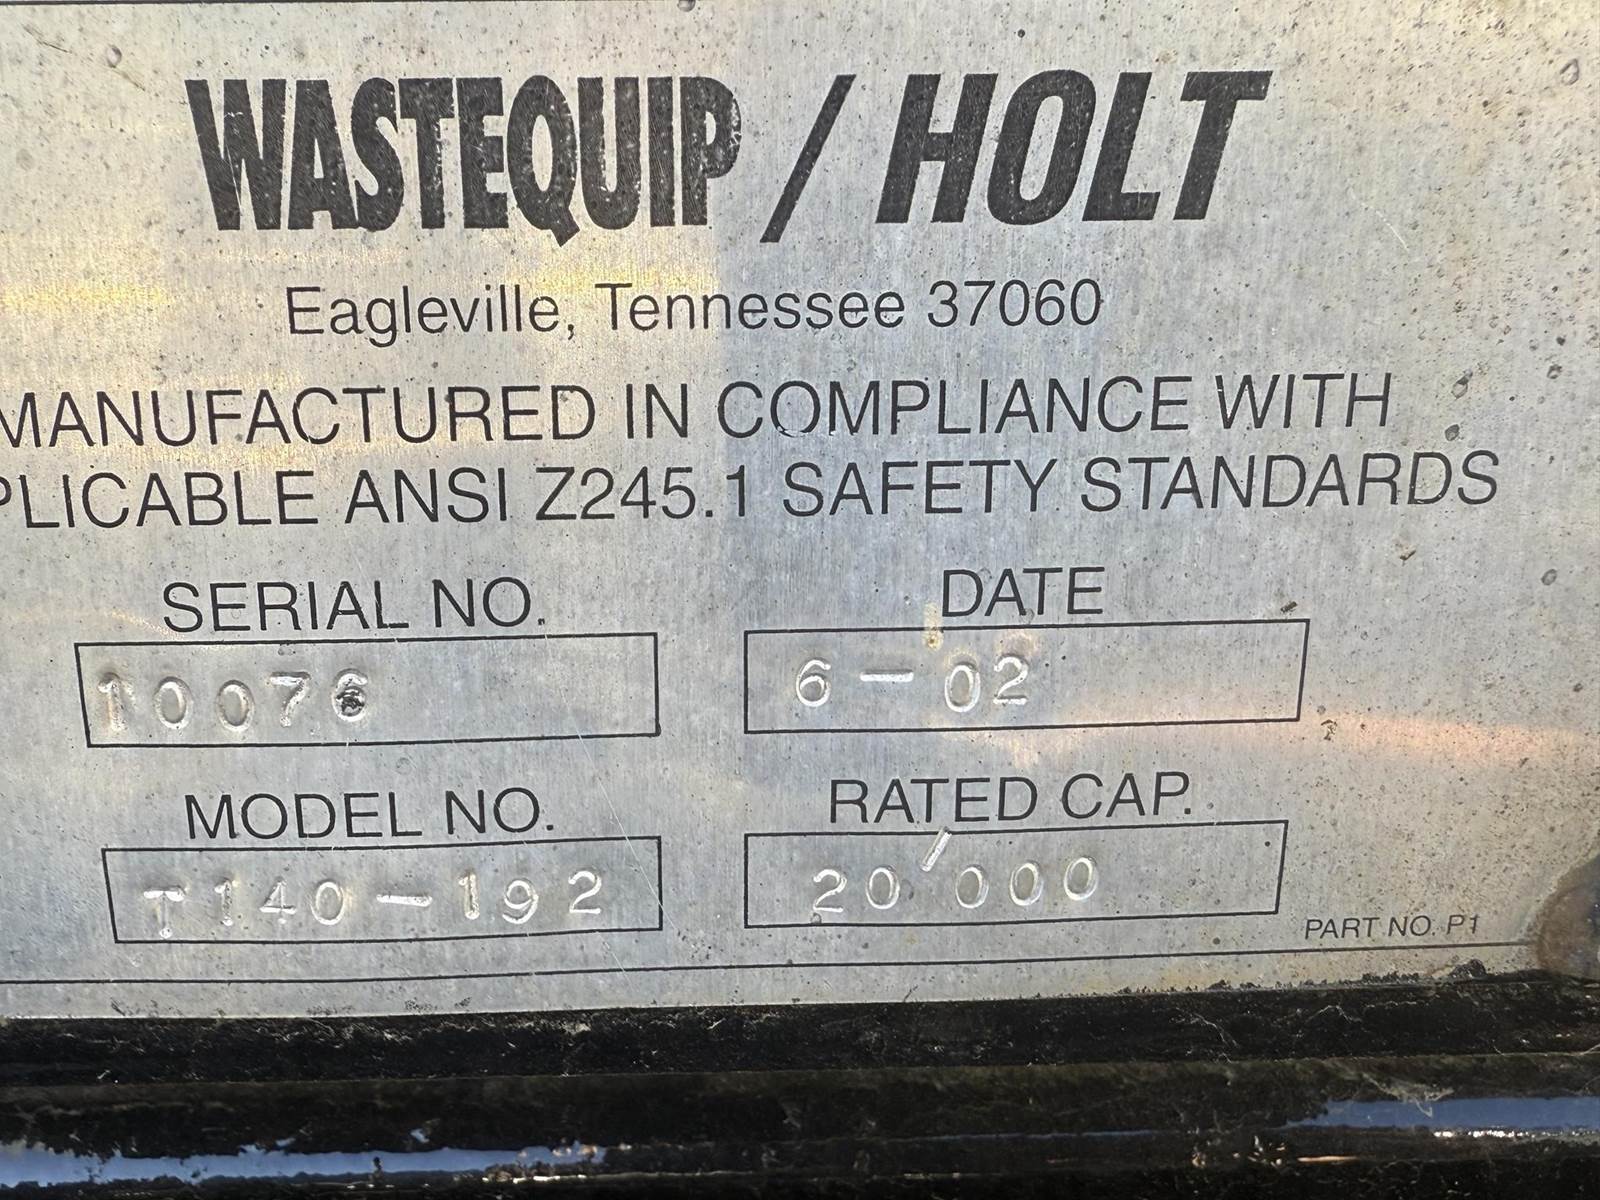 WASTEQUIP / HOLT
Eagleville, Tennessee 37060
MANUFACTURED IN COMPLIANCE WITH
PLICABLE ANSI Z245.1 SAFETY STANDARDS
SERIAL NO.
10076
DATE
6-02
MODEL NO.
T140-192
RATED CAP.
20'000
PART NO. P1